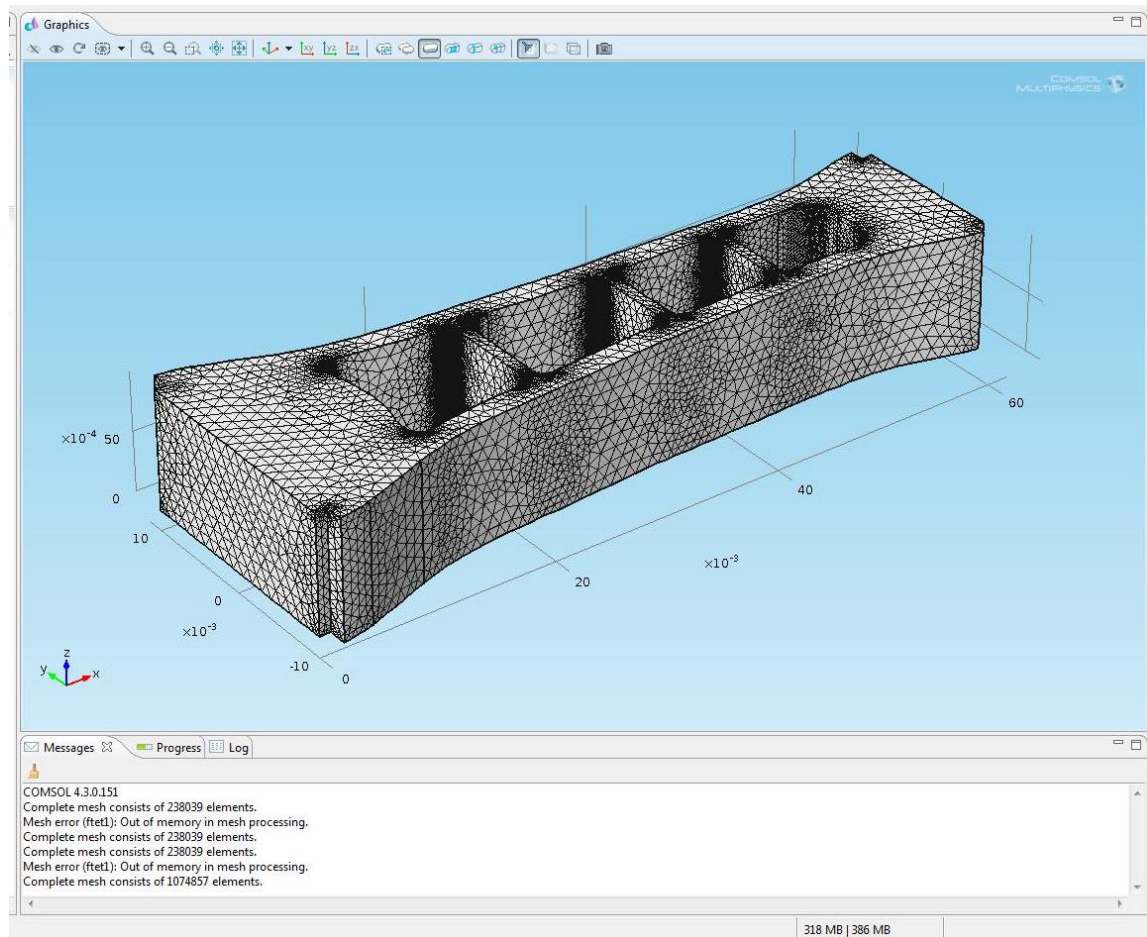 Graphics
xy yz zx
COMSOL
MULTIPHYSICS
60
×10⁻⁴ 50
40
0
10
×10⁻³
20
0
×10⁻³
-10
0
z
y
x
Messages Progress Log
COMSOL 4.3.0.151
Complete mesh consists of 238039 elements.
Mesh error (ftet1): Out of memory in mesh processing.
Complete mesh consists of 238039 elements.
Complete mesh consists of 238039 elements.
Mesh error (ftet1): Out of memory in mesh processing.
Complete mesh consists of 1074857 elements.
318 MB | 386 MB